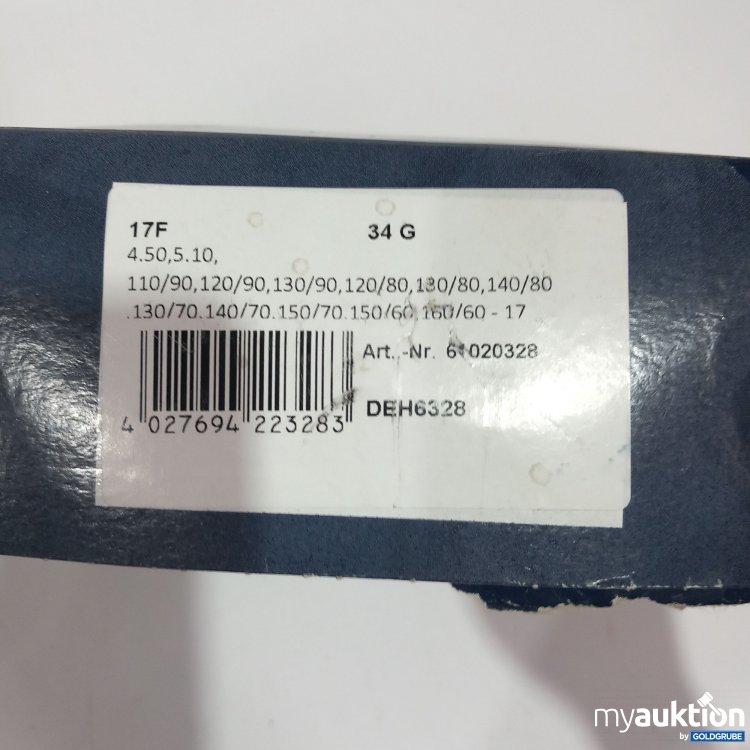 17F 34 G
4.50,5.10,
110/90,120/90,130/90,120/80,130/80,140/80
.130/70.140/70.150/70.150/60,160/60 - 17
Art. -Nr. 61020328
DEH6328
4 027694 223283
myauktion
by GOLDGRUBE